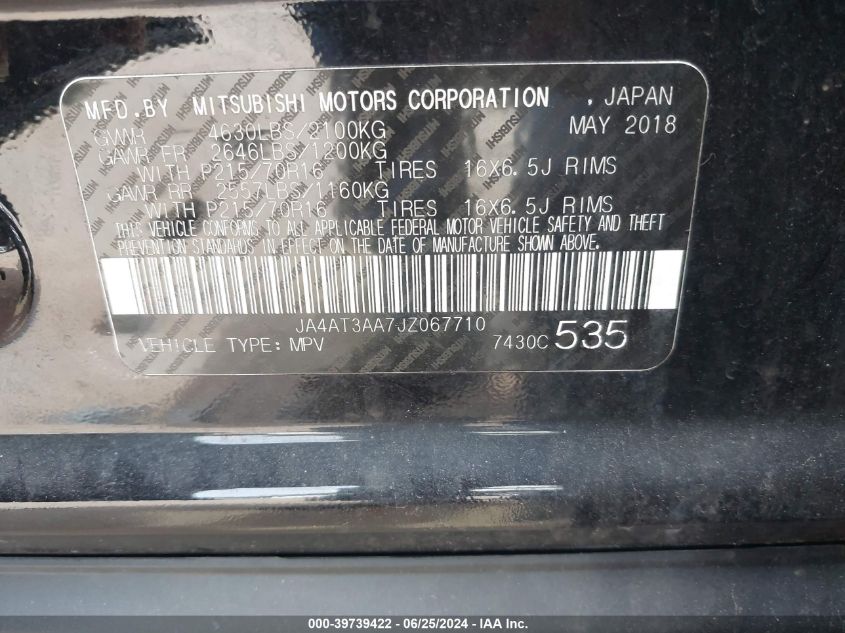 MFD. BY MITSUBISHI MOTORS CORPORATION , JAPAN
GVWR 4630LBS/2100KG MAY 2018
GAWR FR 2646LBS/1200KG
WITH P215/70R16 TIRES 16X6.5J RIMS
GAWR RR 2557LBS/1160KG
WITH P215/70R16 TIRES 16X6.5J RIMS
THIS VEHICLE CONFORMS TO ALL APPLICABLE FEDERAL MOTOR VEHICLE SAFETY AND THEFT
PREVENTION STANDARDS IN EFFECT ON THE DATE OF MANUFACTURE SHOWN ABOVE.
JA4AT3AA7JZ067710
VEHICLE TYPE: MPV 7430C 535
000-39739422 / 06/25/2024 / IAA Inc.